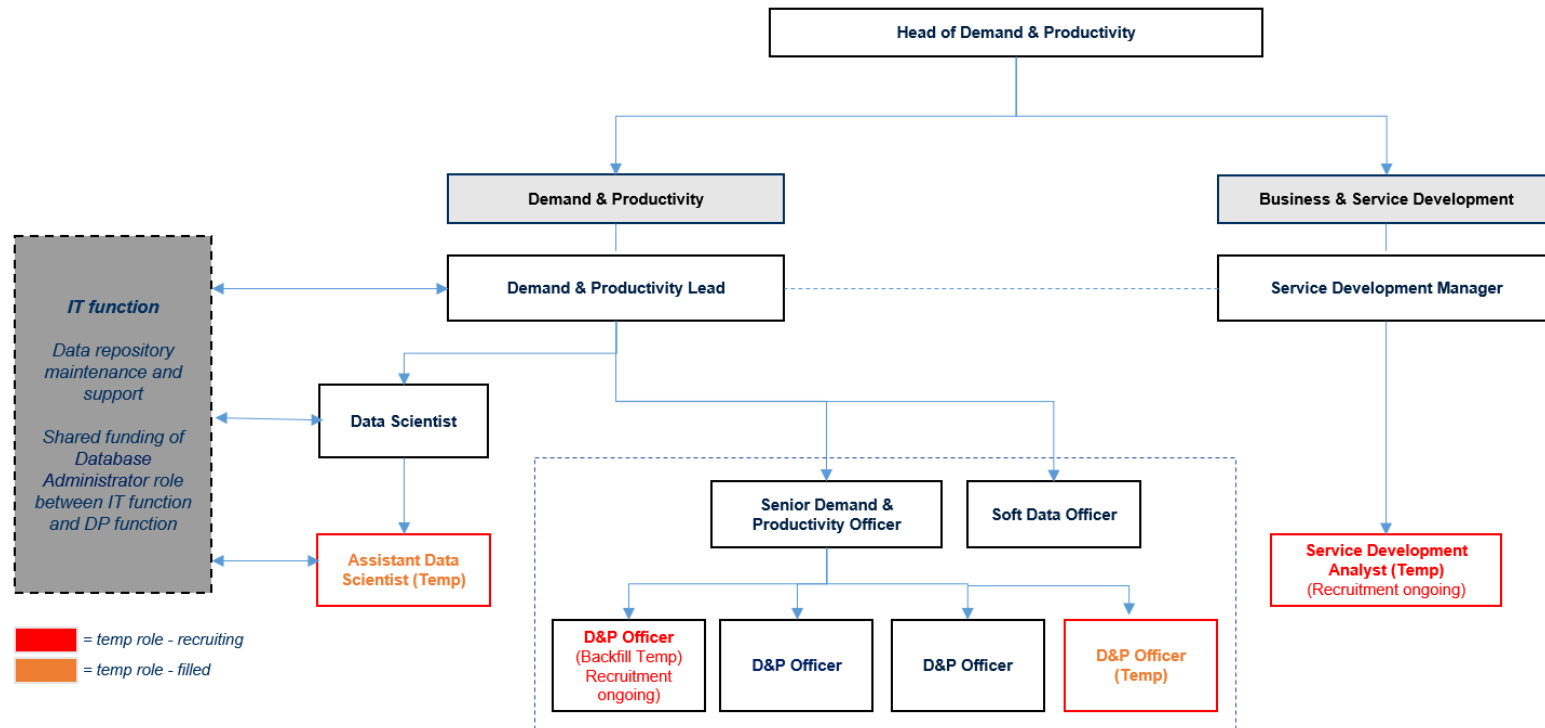 Head of Demand & Productivity
Demand & Productivity
Business & Service Development
Demand & Productivity Lead
Service Development Manager
IT function
Data repository
maintenance and
support
Shared funding of
Database
Administrator role
between IT function
and DP function
Data Scientist
Senior Demand &
Productivity Officer
Soft Data Officer
Assistant Data
Scientist (Temp)
Service Development
Analyst (Temp)
(Recruitment ongoing)
D&P Officer
(Backfill Temp)
Recruitment
ongoing)
D&P Officer
D&P Officer
D&P Officer
(Temp)
= temp role - recruiting
= temp role - filled